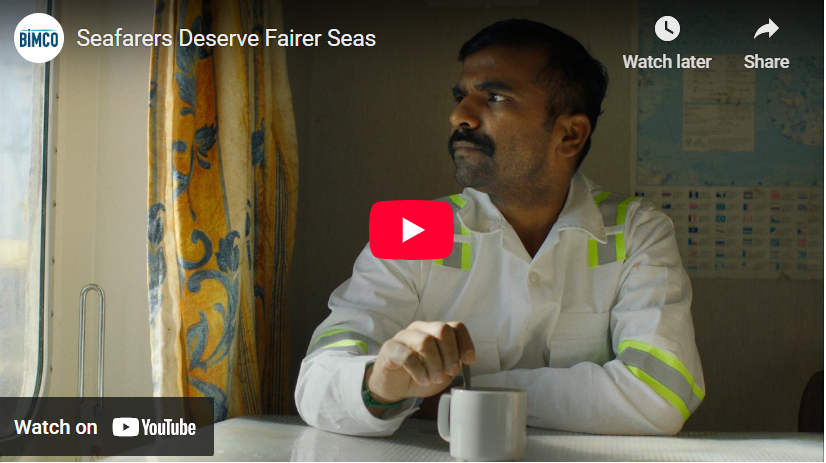 BIMCO
Seafarers Deserve Fairer Seas
Watch later
Share
Watch on YouTube